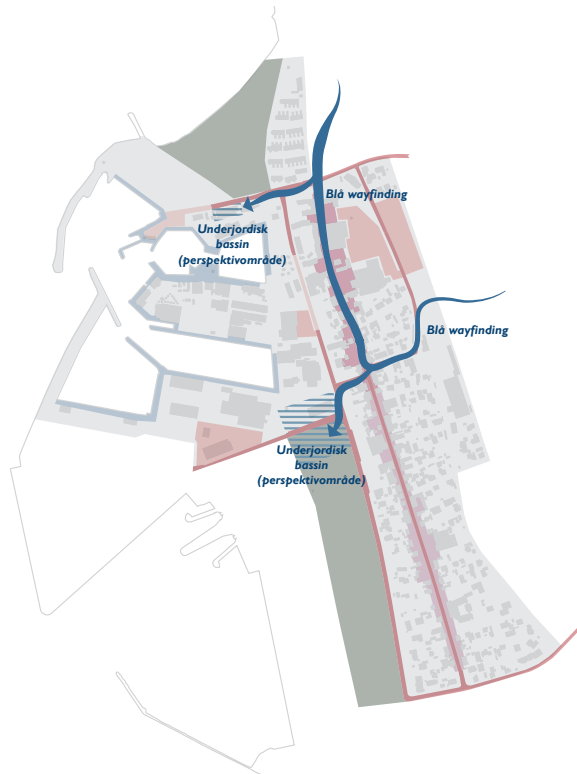 Blå wayfinding
Underjordisk
bassin
(perspektivområde)
Blå wayfinding
Underjordisk
bassin
(perspektivområde)